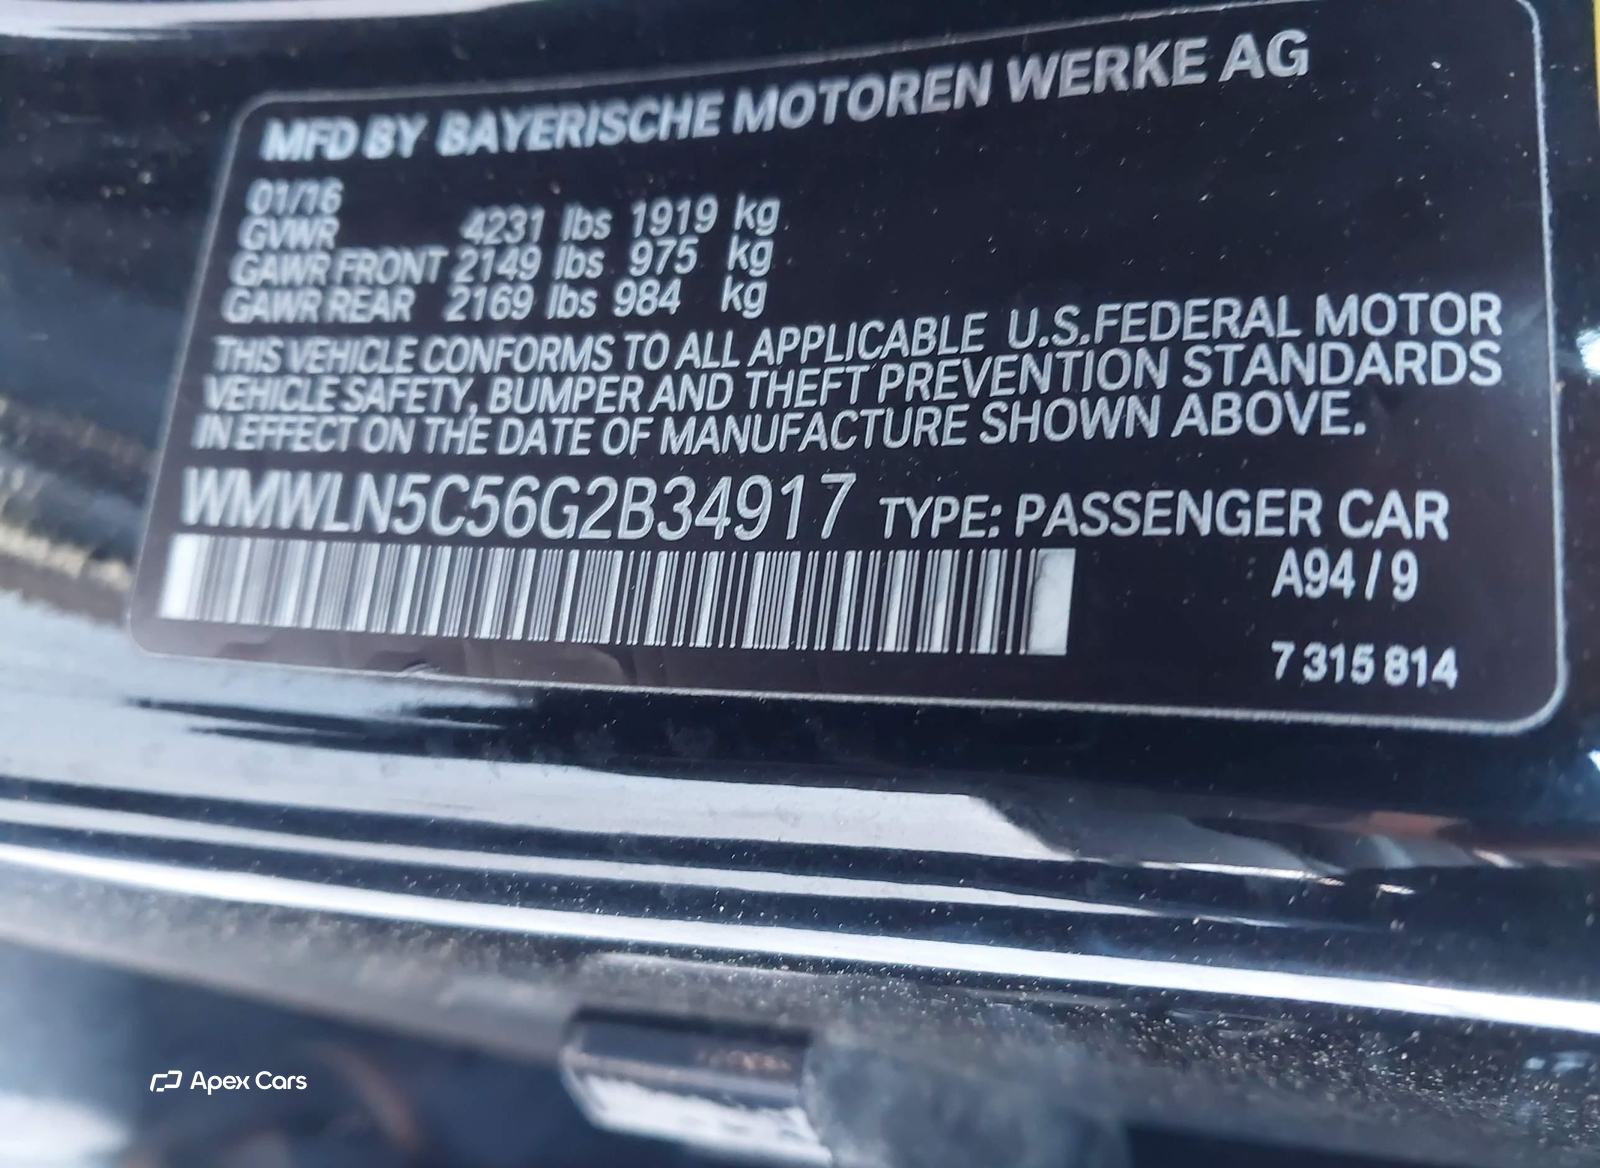 MFD BY BAYERISCHE MOTOREN WERKE AG
01/16
GVWR 4231 lbs 1919 kg
GAWR FRONT 2149 lbs 975 kg
GAWR REAR 2169 lbs 984 kg
THIS VEHICLE CONFORMS TO ALL APPLICABLE U.S.FEDERAL MOTOR
VEHICLE SAFETY, BUMPER AND THEFT PREVENTION STANDARDS
IN EFFECT ON THE DATE OF MANUFACTURE SHOWN ABOVE.
WMWLN5C56G2B34917 TYPE: PASSENGER CAR
A94/9
7 315 814
Apex Cars